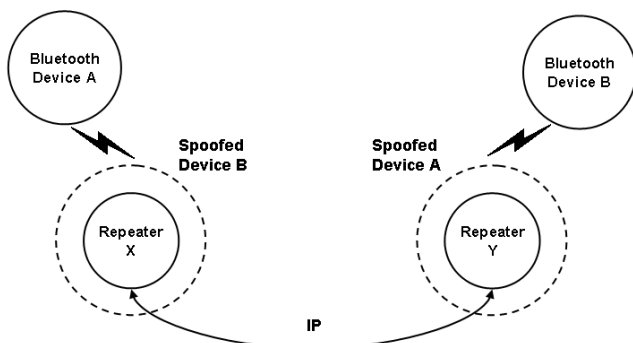 Bluetooth
Device A
Bluetooth
Device B
Spoofed
Device B
Spoofed
Device A
Repeater
X
Repeater
Y
IP